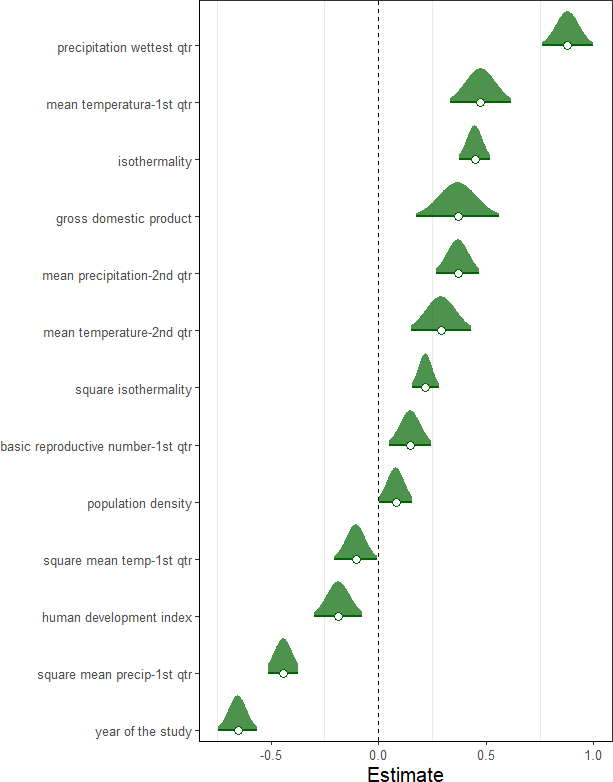 precipitation wettest qtr
mean temperatura-1st qtr
isothermality
gross domestic product
mean precipitation-2nd qtr
mean temperature-2nd qtr
square isothermality
basic reproductive number-1st qtr
population density
square mean temp-1st qtr
human development index
square mean precip-1st qtr
year of the study
-0.5 0.0 0.5 1.0
Estimate